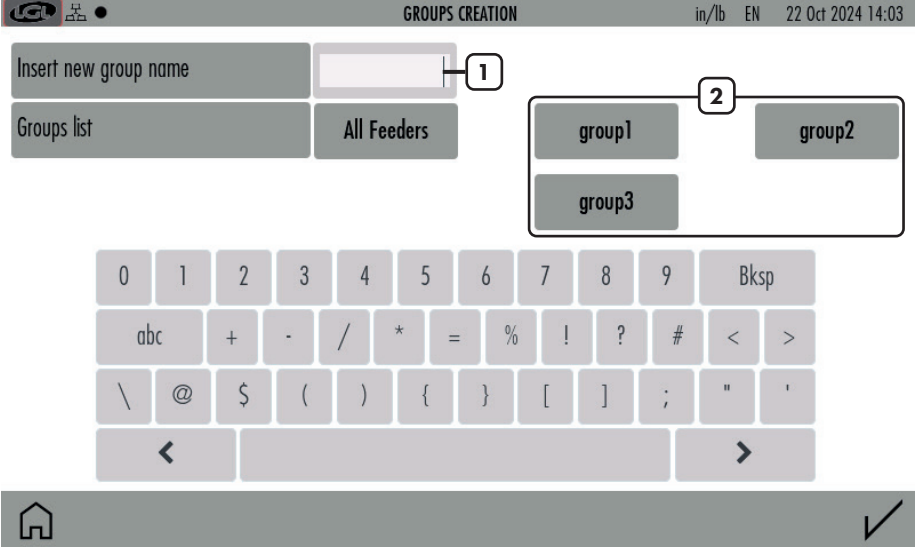 LGL GROUPS CREATION in/lb EN 22 Oct 2024 14:03
Insert new group name 1
2
Groups list All Feeders group1 group2
group3
0 1 2 3 4 5 6 7 8 9 Bksp
abc + - / * = % ! ? # < >
\ @ $ ( ) { } [ ] ; " '
< >